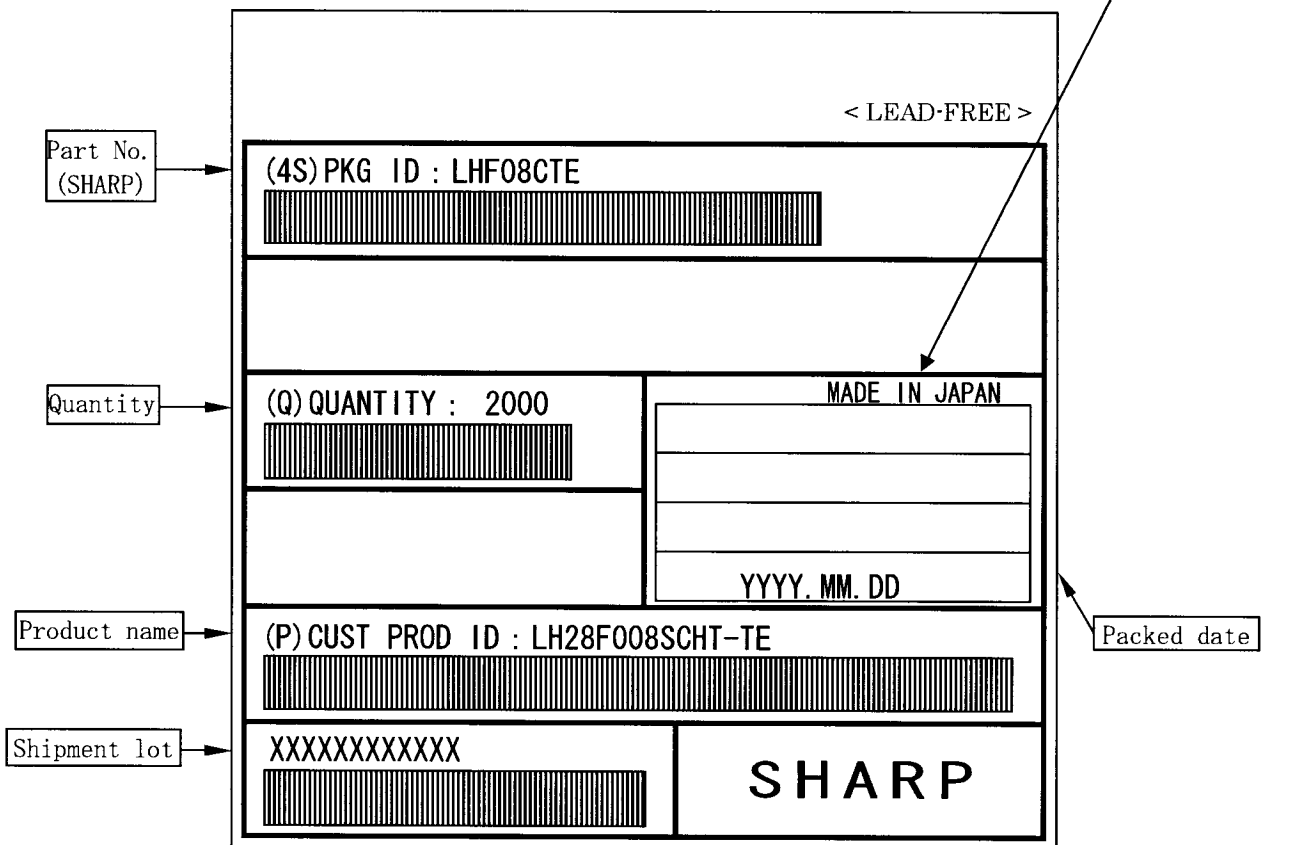 < LEAD-FREE >
Part No.
(SHARP)
(4S) PKG ID : LHF08CTE
Quantity
(Q) QUANTITY : 2000
MADE IN JAPAN
YYYY. MM. DD
Packed date
Product name
(P) CUST PROD ID : LH28F008SCHT-TE
Shipment lot
XXXXXXXXXXXX
SHARP